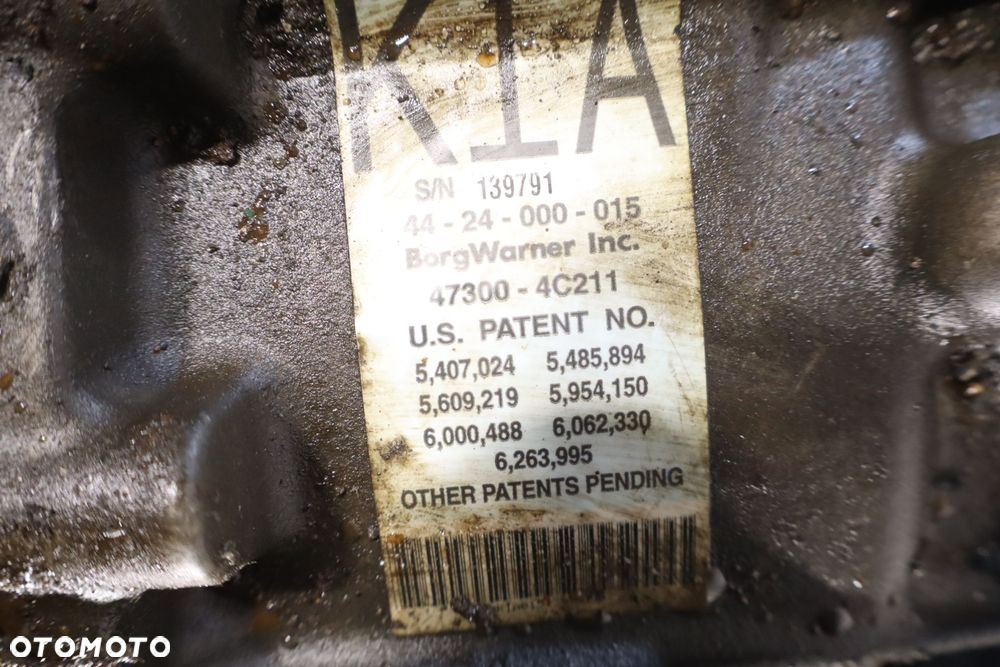 KIA
S/N 139791
44-24-000-015
BorgWarner Inc.
47300-4C211
U.S. PATENT NO.
5,407,024 5,485,894
5,609,219 5,954,150
6,000,488 6,062,330
6,263,995
OTHER PATENTS PENDING
OTOMOTO